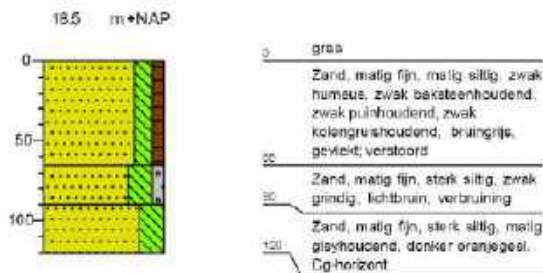 18.5 m+NAP
0
50
100
0
gras
Zand, matig fijn, matig siltig, zwak
humeus, zwak baksteenhoudend,
zwak puinhoudend, zwak
kolengruishoudend, bruingrijs,
gevlekt; verstoord
Zand, matig fijn, sterk siltig, zwak
grindig, lichtbruin, verbruining
90
Zand, matig fijn, sterk siltig, matig
gleyhoudend, donker oranjegeel,
Cg-horizont
120